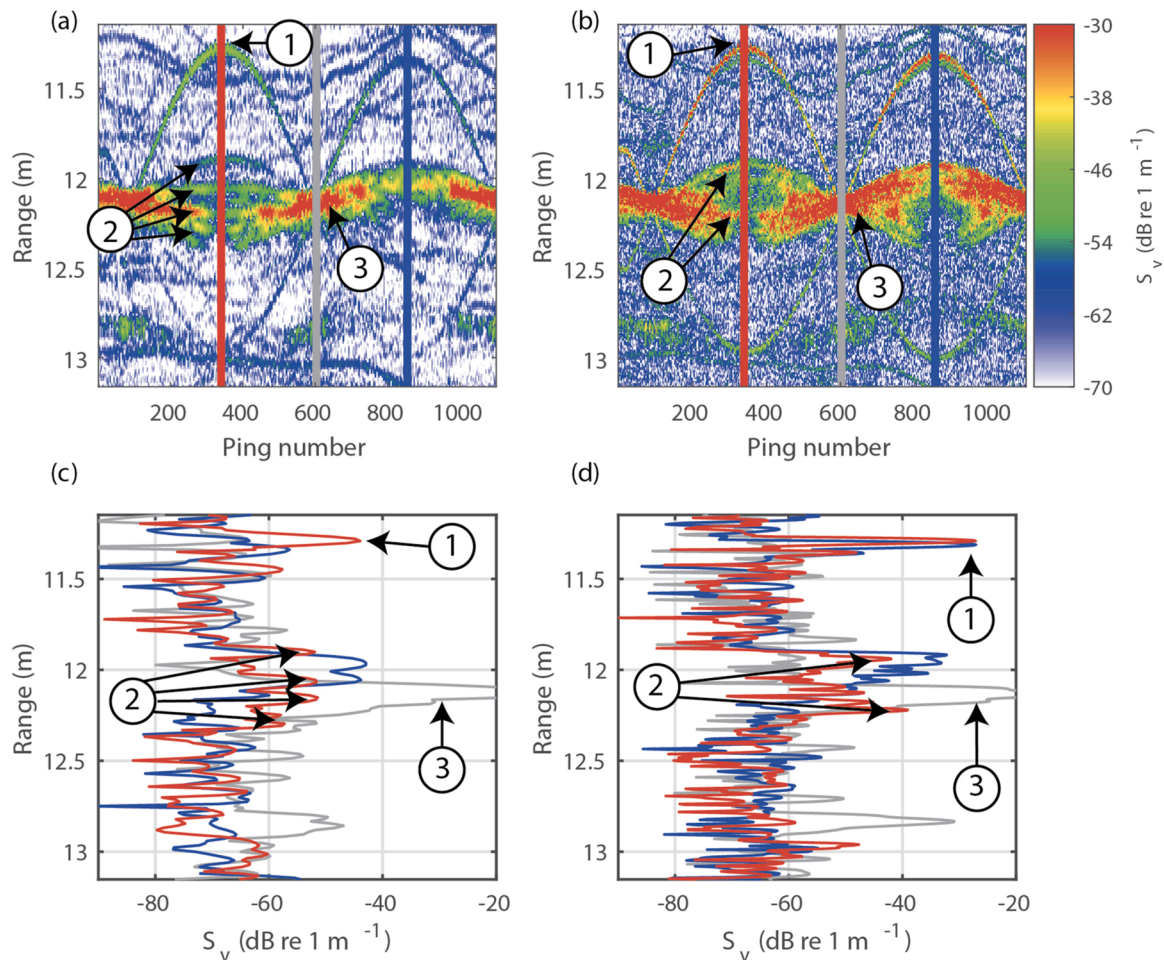 (a)
(b)
1
1
-30
11.5
11.5
-38
Range (m)
Range (m)
-46
12
12
2
-54
S v (dB re 1 m -1)
3
2
3
12.5
12.5
-62
13
13
-70
200 400 600 800 1000
200 400 600 800 1000
Ping number
Ping number
(c)
(d)
1
11.5
11.5
1
Range (m)
Range (m)
12
12
2
2
12.5
12.5
3
3
13
13
-80 -60 -40 -20
-80 -60 -40 -20
S v (dB re 1 m -1)
S v (dB re 1 m -1)